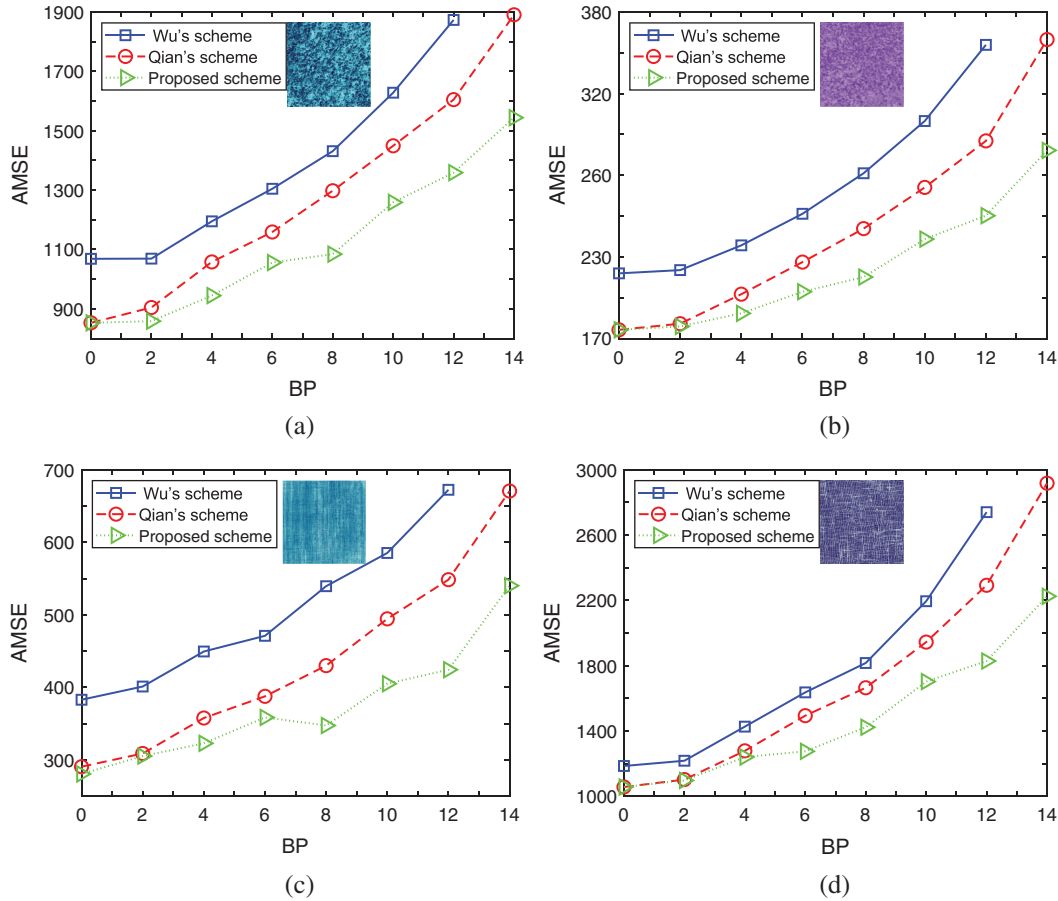 1900
1700
1500
1300
1100
900
AMSE
Wu's scheme
Qian's scheme
Proposed scheme
0 2 4 6 8 10 12 14
BP
(a)
380
320
260
230
170
AMSE
Wu's scheme
Qian's scheme
Proposed scheme
0 2 4 6 8 10 12 14
BP
(b)
700
600
500
400
300
AMSE
Wu's scheme
Qian's scheme
Proposed scheme
0 2 4 6 8 10 12 14
BP
(c)
3000
2600
2200
1800
1400
1000
AMSE
Wu's scheme
Qian's scheme
Proposed scheme
0 2 4 6 8 10 12 14
BP
(d)